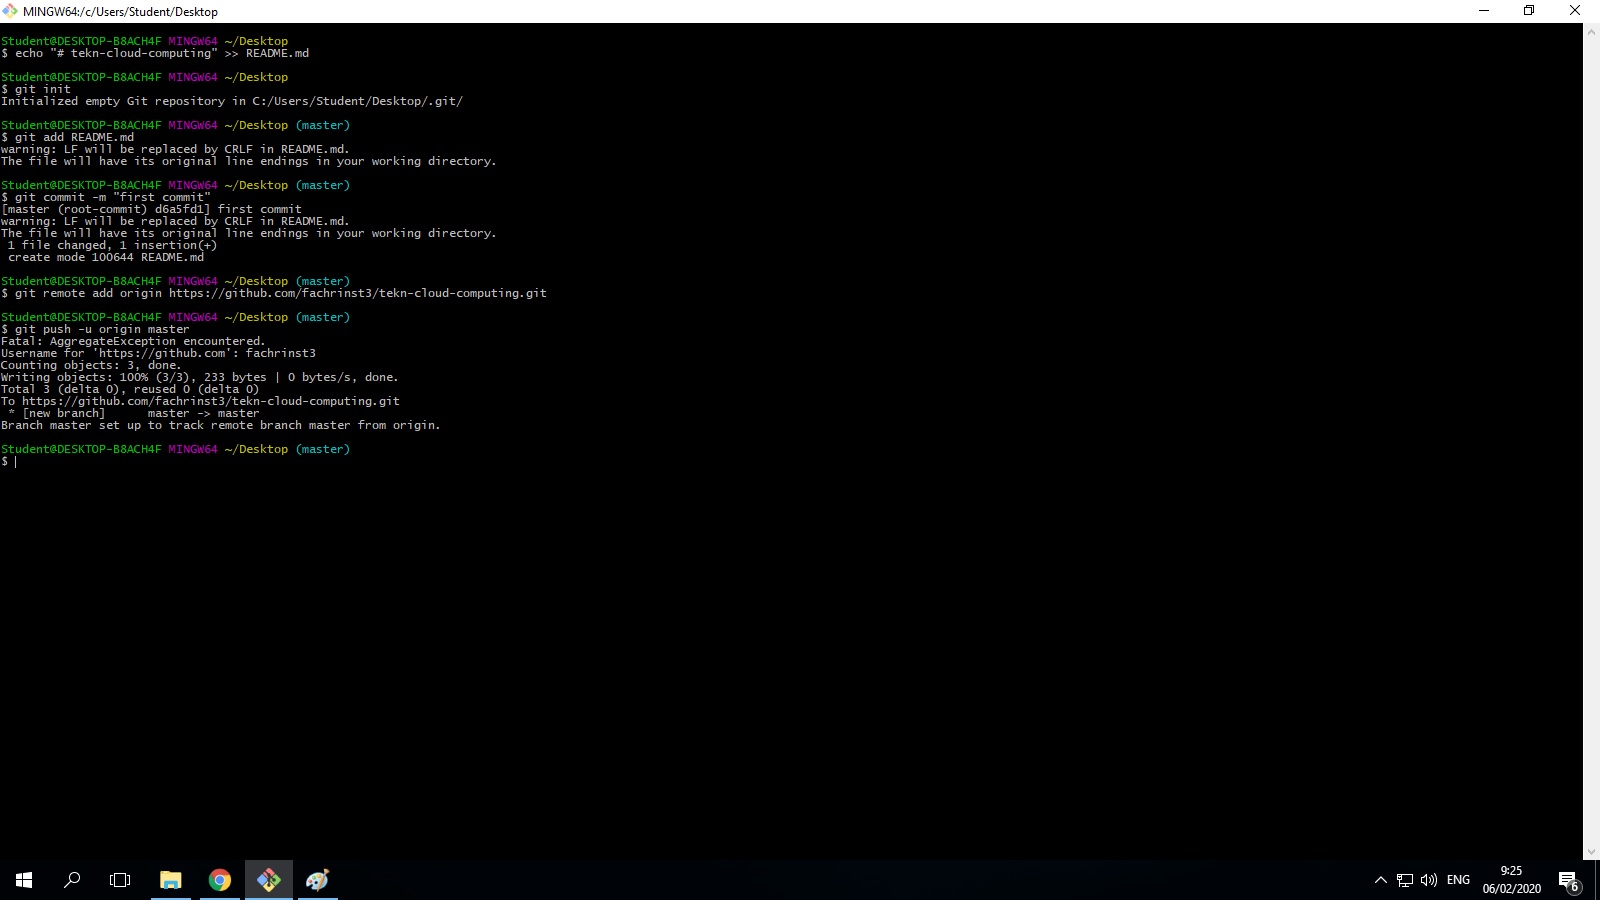 MINGW64:/c/Users/Student/Desktop
Student@DESKTOP-B8ACH4F MINGW64 ~/Desktop
$ echo "# tekn-cloud-computing" >> README.md
Student@DESKTOP-B8ACH4F MINGW64 ~/Desktop
$ git init
Initialized empty Git repository in C:/Users/Student/Desktop/.git/
Student@DESKTOP-B8ACH4F MINGW64 ~/Desktop (master)
$ git add README.md
warning: LF will be replaced by CRLF in README.md.
The file will have its original line endings in your working directory.
Student@DESKTOP-B8ACH4F MINGW64 ~/Desktop (master)
$ git commit -m "first commit"
[master (root-commit) d6a5fd1] first commit
warning: LF will be replaced by CRLF in README.md.
The file will have its original line endings in your working directory.
 1 file changed, 1 insertion(+)
 create mode 100644 README.md
Student@DESKTOP-B8ACH4F MINGW64 ~/Desktop (master)
$ git remote add origin https://github.com/fachrinst3/tekn-cloud-computing.git
Student@DESKTOP-B8ACH4F MINGW64 ~/Desktop (master)
$ git push -u origin master
Fatal: AggregateException encountered.
Username for 'https://github.com': fachrinst3
Counting objects: 3, done.
Writing objects: 100% (3/3), 233 bytes | 0 bytes/s, done.
Total 3 (delta 0), reused 0 (delta 0)
To https://github.com/fachrinst3/tekn-cloud-computing.git
 * [new branch]      master -> master
Branch master set up to track remote branch master from origin.
Student@DESKTOP-B8ACH4F MINGW64 ~/Desktop (master)
$
ENG
9:25
06/02/2020
6